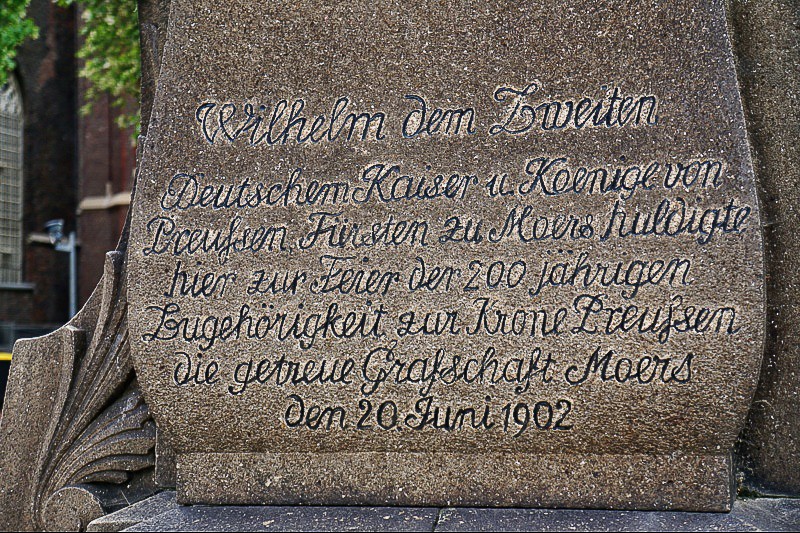 Wilhelm dem Zweiten
Deutschem Kaiser u. Koenige von
Preuſsen, Fürsten zu Moers huldigte
hier zur Feier der 200 jährigen
Zugehörigkeit zur Krone Preuſsen
die getreue Grafschaft Moers
den 20 Juni 1902